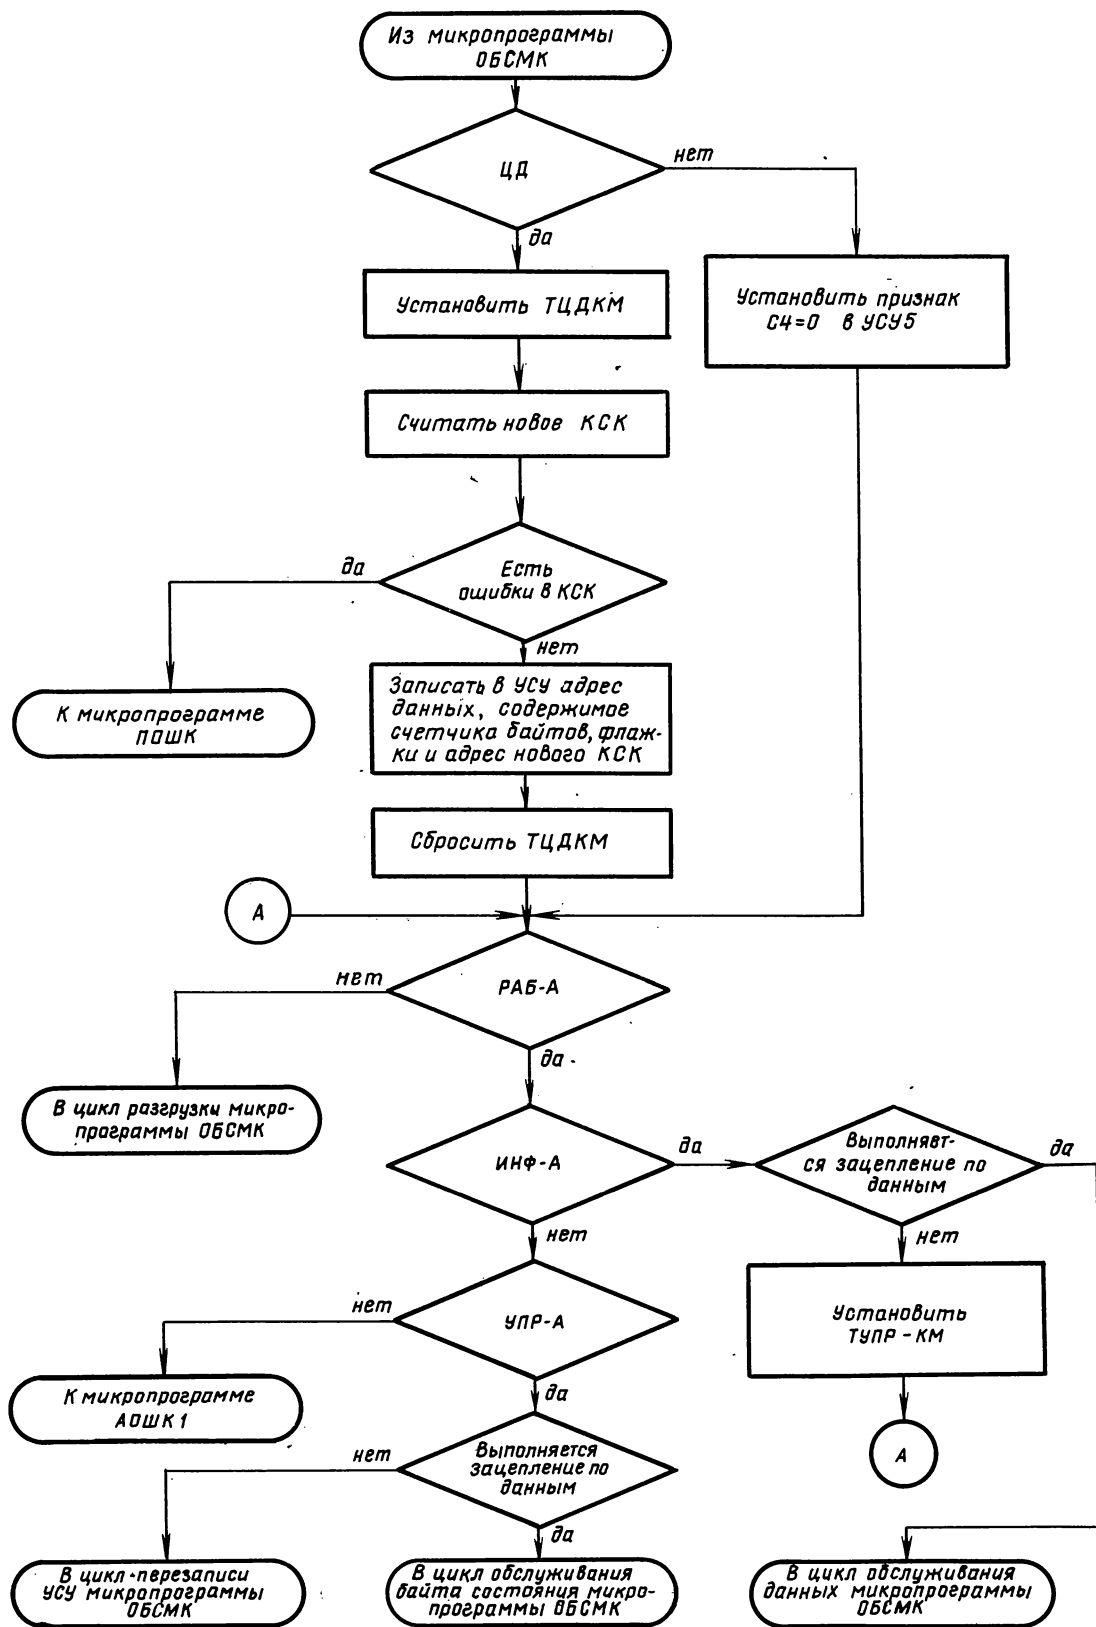 Из микропрограммы
ОБСМК
ЦД
нет
да
Установить ТЦДКМ
Установить признак
С4=0 в УСУ5
Считать новое КСК
да
Есть
ошибки в КСК
нет
К микропрограмме
ПОШК
Записать в УСУ адрес
данных, содержимое
счетчика байтов, флаж-
ки и адрес нового КСК
Сбросить ТЦДКМ
А
нет
РАБ-А
да
В цикл разгрузки микро-
программы ОБСМК
ИНФ-А
да
Выполняет-
ся зацепление по
данным
да
нет
нет
нет
УПР-А
Установить
ТУПР-КМ
К микропрограмме
АОШК1
да
нет
Выполняется
зацепление по
данным
А
да
В цикл перезаписи
УСУ микропрограммы
ОБСМК
В цикл обслуживания
байта состояния микро-
программы ОБСМК
В цикл обслуживания
данных микропрограммы
ОБСМК